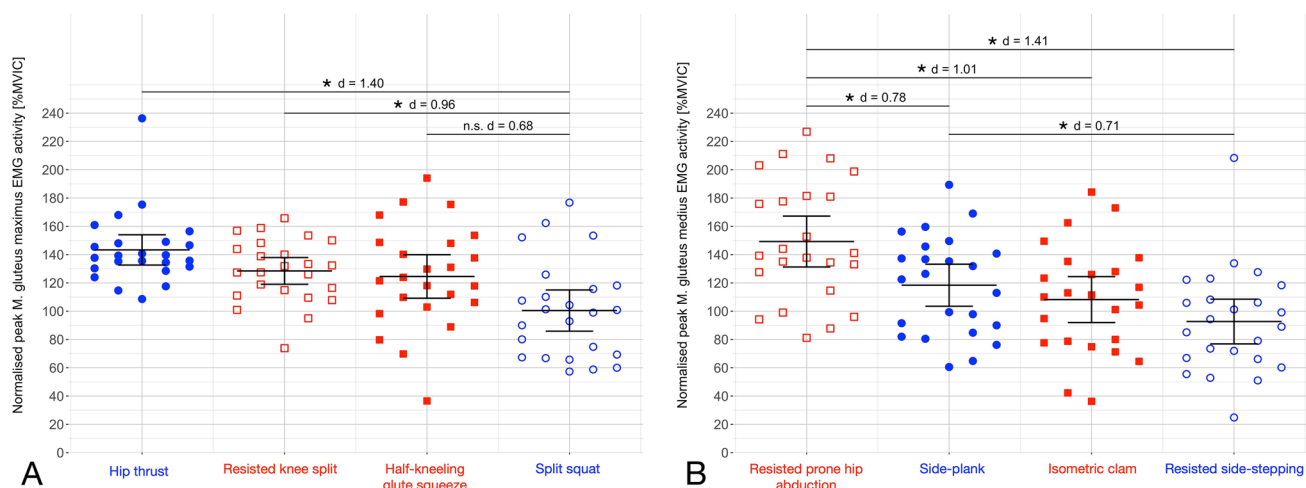 Normalised peak M. gluteus maximus EMG activity [%MVIC]
240
220
200
180
160
140
120
100
80
60
40
20
0
* d = 1.40
* d = 0.96
n.s. d = 0.68
Hip thrust
Resisted knee split
Half-kneeling
glute squeeze
Split squat
A
Normalised peak M. gluteus medius EMG activity [%MVIC]
240
220
200
180
160
140
120
100
80
60
40
20
0
* d = 1.41
* d = 1.01
* d = 0.78
* d = 0.71
Resisted prone hip
abduction
Side-plank
Isometric clam
Resisted side-stepping
B